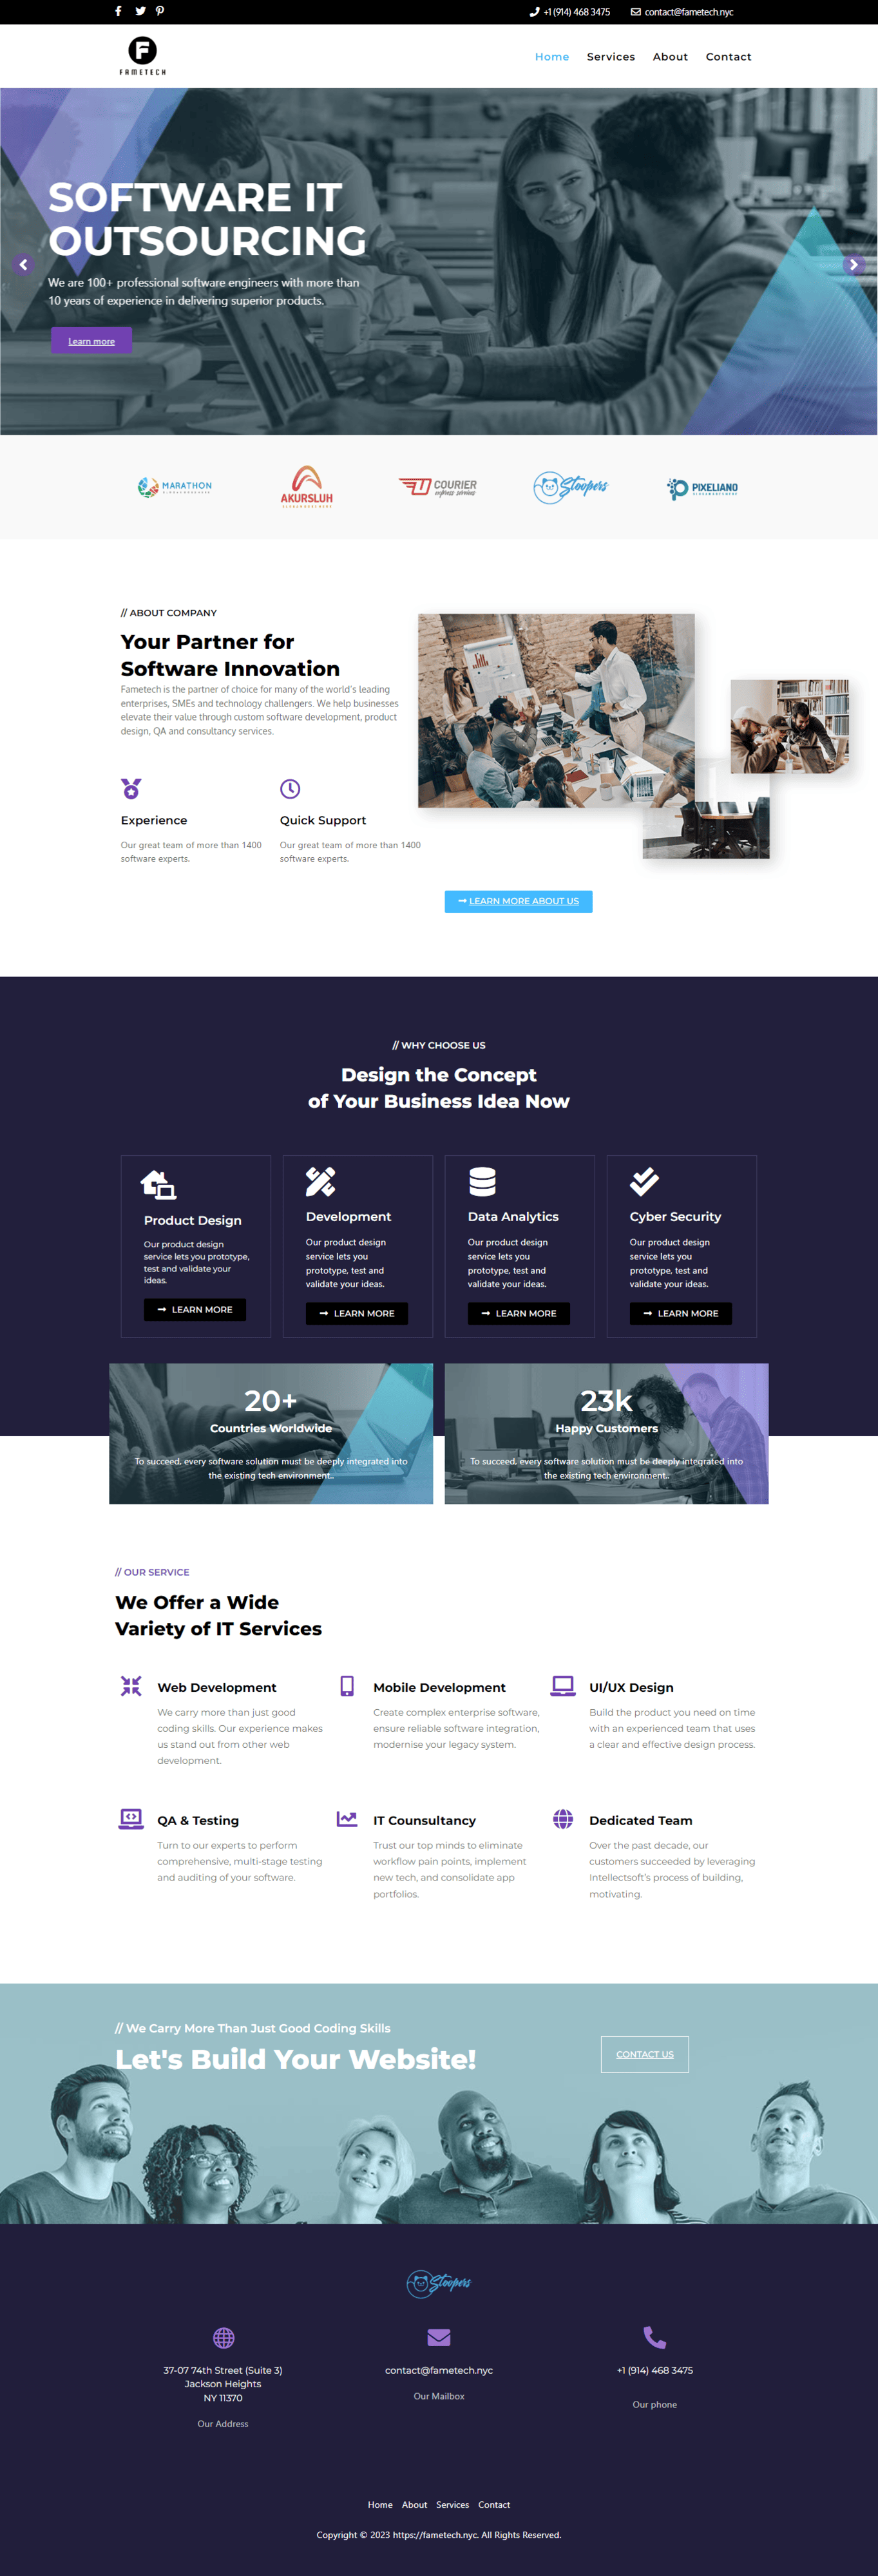 +1 (914) 468 3475 contact@fametech.nyc
F
FAMETECH
Home Services About Contact
SOFTWARE IT
OUTSOURCING
We are 100+ professional software engineers with more than
10 years of experience in delivering superior products.
Learn more
MARATHON
AKURSLUH
COURIER
express services
Stoopers
PIXELIANO
// ABOUT COMPANY
Your Partner for
Software Innovation
Fametech is the partner of choice for many of the world's leading
enterprises, SMEs and technology challengers. We help businesses
elevate their value through custom software development, product
design, QA and consultancy services.
Experience
Our great team of more than 1400
software experts.
Quick Support
Our great team of more than 1400
software experts.
LEARN MORE ABOUT US
// WHY CHOOSE US
Design the Concept
of Your Business Idea Now
Product Design
Our product design
service lets you prototype,
test and validate your
ideas.
LEARN MORE
Development
Our product design
service lets you
prototype, test and
validate your ideas.
LEARN MORE
Data Analytics
Our product design
service lets you
prototype, test and
validate your ideas.
LEARN MORE
Cyber Security
Our product design
service lets you
prototype, test and
validate your ideas.
LEARN MORE
20+
Countries Worldwide
To succeed, every software solution must be deeply integrated into
the existing tech environment..
23k
Happy Customers
To succeed, every software solution must be deeply integrated into
the existing tech environment..
// OUR SERVICE
We Offer a Wide
Variety of IT Services
Web Development
We carry more than just good
coding skills. Our experience makes
us stand out from other web
development.
Mobile Development
Create complex enterprise software,
ensure reliable software integration,
modernise your legacy system.
UI/UX Design
Build the product you need on time
with an experienced team that uses
a clear and effective design process.
QA & Testing
Turn to our experts to perform
comprehensive, multi-stage testing
and auditing of your software.
IT Counsultancy
Trust our top minds to eliminate
workflow pain points, implement
new tech, and consolidate app
portfolios.
Dedicated Team
Over the past decade, our
customers succeeded by leveraging
Intellectsoft's process of building,
motivating.
// We Carry More Than Just Good Coding Skills
Let's Build Your Website!
CONTACT US
Stoopers
37-07 74th Street (Suite 3)
Jackson Heights
NY 11370
Our Address
contact@fametech.nyc
Our Mailbox
+1 (914) 468 3475
Our phone
Home About Services Contact
Copyright © 2023 https://fametech.nyc. All Rights Reserved.